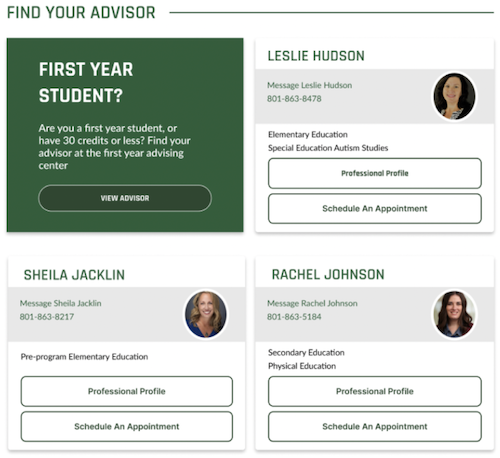 FIND YOUR ADVISOR
FIRST YEAR
STUDENT?
Are you a first year student, or
have 30 credits or less? Find your
advisor at the first year advising
center
VIEW ADVISOR
LESLIE HUDSON
Message Leslie Hudson
801-863-8478
Elementary Education
Special Education Autism Studies
Professional Profile
Schedule An Appointment
SHEILA JACKLIN
Message Sheila Jacklin
801-863-8217
Pre-program Elementary Education
Professional Profile
Schedule An Appointment
RACHEL JOHNSON
Message Rachel Johnson
801-863-5184
Secondary Education
Physical Education
Professional Profile
Schedule An Appointment